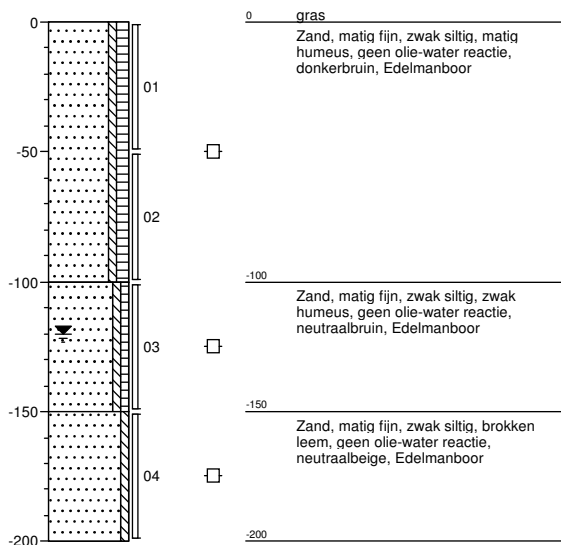 0
0
gras
Zand, matig fijn, zwak siltig, matig
humeus, geen olie-water reactie,
donkerbruin, Edelmanboor
01
-50
02
-100
-100
Zand, matig fijn, zwak siltig, zwak
humeus, geen olie-water reactie,
neutraalbruin, Edelmanboor
03
-150
-150
Zand, matig fijn, zwak siltig, brokken
leem, geen olie-water reactie,
neutraalbeige, Edelmanboor
04
-200
-200